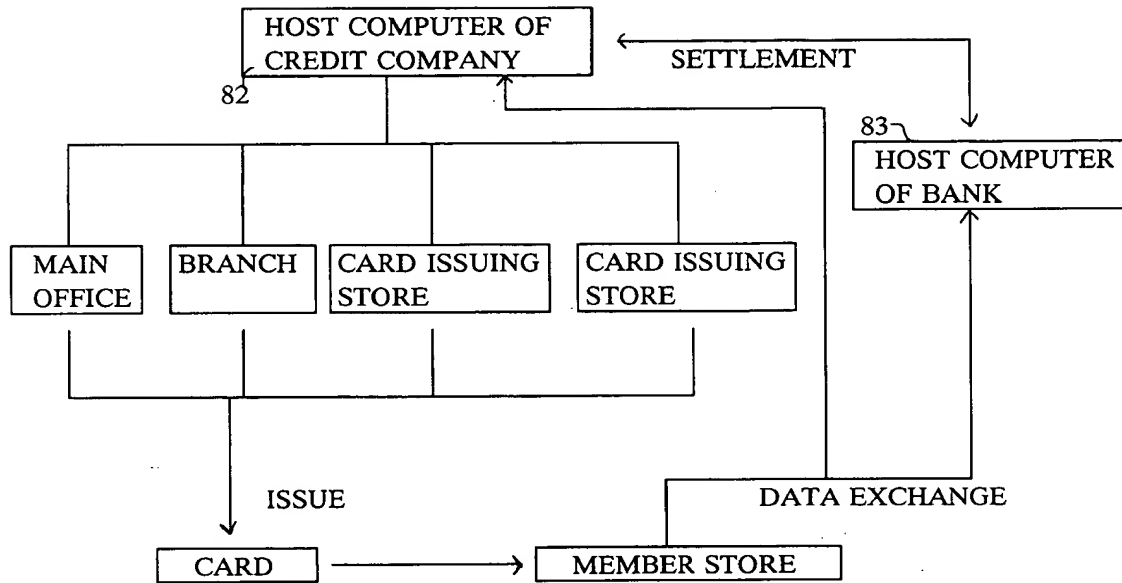 HOST COMPUTER OF
CREDIT COMPANY
82
SETTLEMENT
83
HOST COMPUTER
OF BANK
MAIN
OFFICE
BRANCH
CARD ISSUING
STORE
CARD ISSUING
STORE
ISSUE
DATA EXCHANGE
CARD
MEMBER STORE